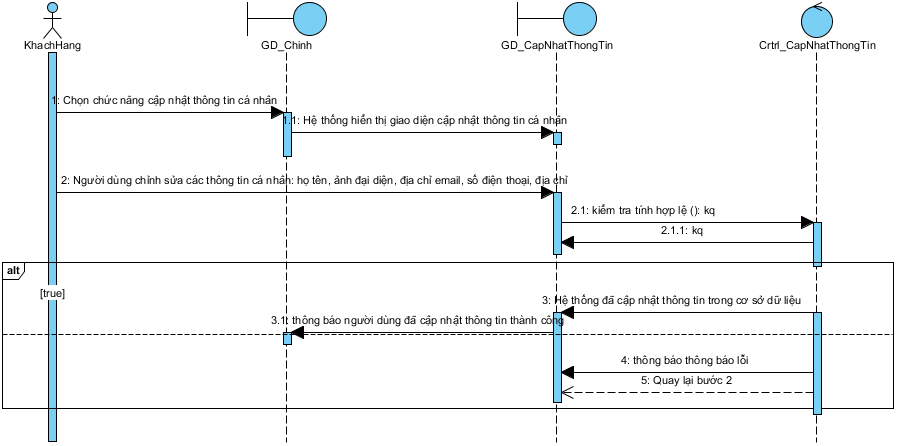 KhachHang
GD_Chinh
GD_CapNhatThongTin
Crtrl_CapNhatThongTin
1: Chọn chức năng cập nhật thông tin cá nhân
1.1: Hệ thống hiển thị giao diện cập nhật thông tin cá nhân
2: Người dùng chỉnh sửa các thông tin cá nhân: họ tên, ảnh đại diện, địa chỉ email, số điện thoại, địa chỉ
2.1: kiểm tra tính hợp lệ (): kq
2.1.1: kq
alt
[true]
3: Hệ thống đã cập nhật thông tin trong cơ sở dữ liệu
3.1: thông báo người dùng đã cập nhật thông tin thành công
4: thông báo thông báo lỗi
5: Quay lại bước 2